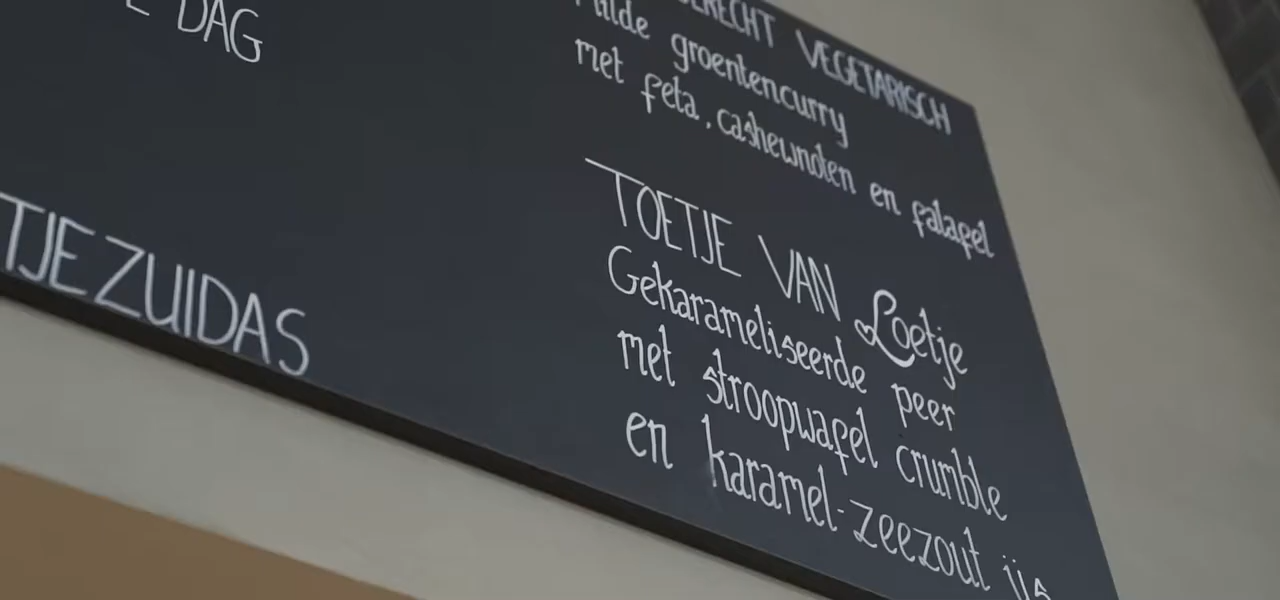 DAG
TJE ZUIDAS
VEGETARISCH
Milde groentencurry
met feta, cashewnoten en falafel
TOETJE VAN Loetje
Gekarameliseerde peer
met stroopwafel crumble
en karamel-zeezout ijs